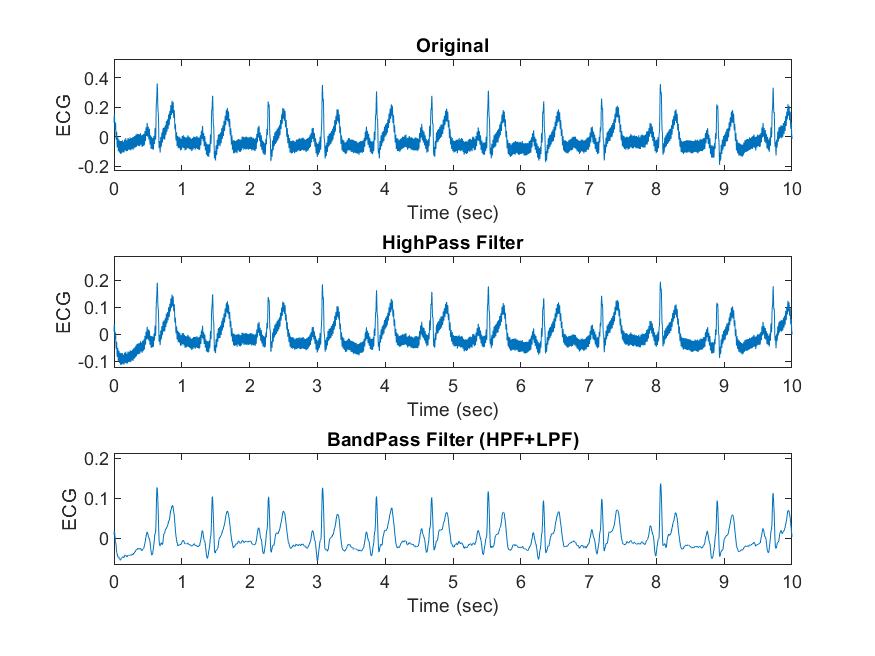 Original
ECG
0.4
0.2
0
-0.2
0 1 2 3 4 5 6 7 8 9 10
Time (sec)
HighPass Filter
ECG
0.2
0.1
0
-0.1
0 1 2 3 4 5 6 7 8 9 10
Time (sec)
BandPass Filter (HPF+LPF)
ECG
0.2
0.1
0
0 1 2 3 4 5 6 7 8 9 10
Time (sec)